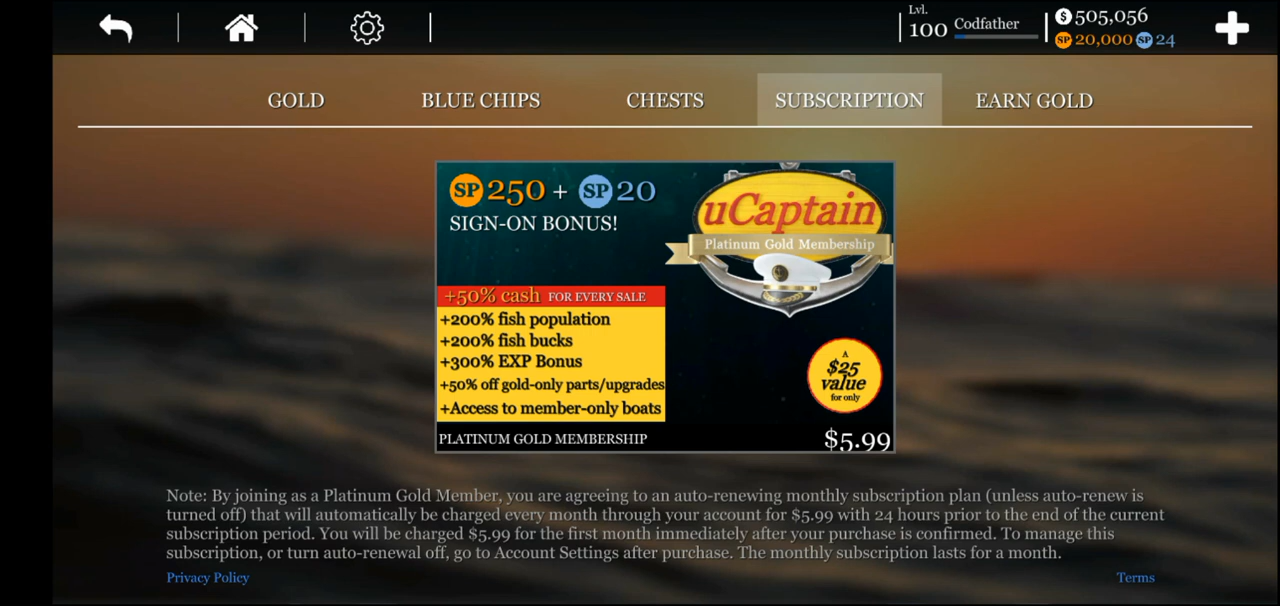 Lvl.
100 Codfather
$ 505,056
SP 20,000 SP 24
GOLD BLUE CHIPS CHESTS SUBSCRIPTION EARN GOLD
SP 250 + SP 20
SIGN-ON BONUS!
uCaptain
Platinum Gold Membership
+50% cash FOR EVERY SALE
+200% fish population
+200% fish bucks
+300% EXP Bonus
+50% off gold-only parts/upgrades
+Access to member-only boats
A
$25
value
for only
PLATINUM GOLD MEMBERSHIP
$5.99
Note: By joining as a Platinum Gold Member, you are agreeing to an auto-renewing monthly subscription plan (unless auto-renew is
turned off) that will automatically be charged every month through your account for $5.99 with 24 hours prior to the end of the current
subscription period. You will be charged $5.99 for the first month immediately after your purchase is confirmed. To manage this
subscription, or turn auto-renewal off, go to Account Settings after purchase. The monthly subscription lasts for a month.
Privacy Policy Terms